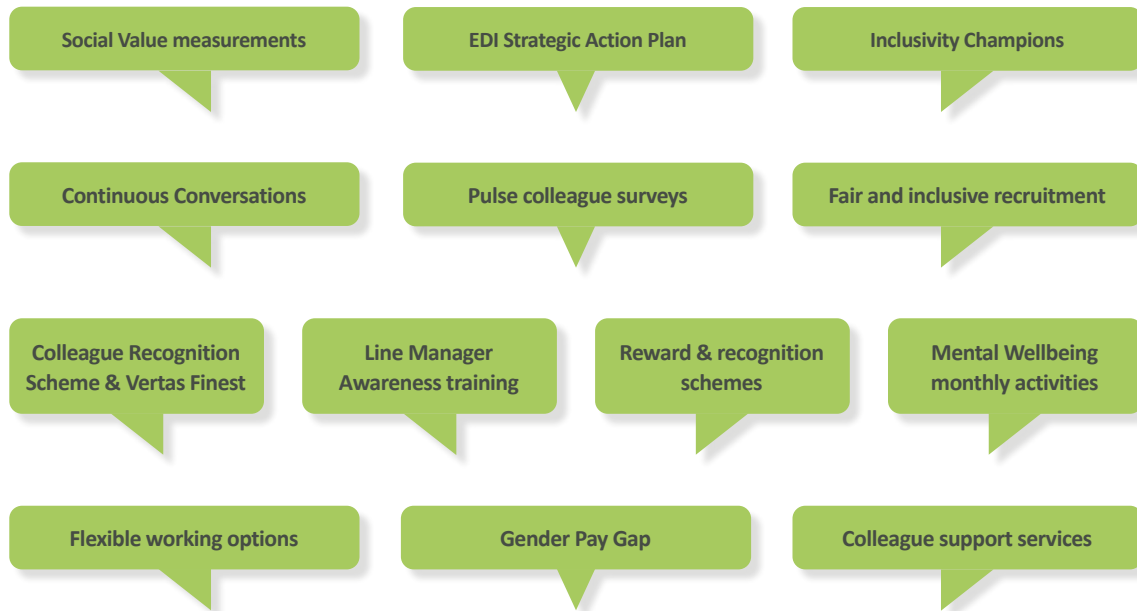 Social Value measurements
EDI Strategic Action Plan
Inclusivity Champions
Continuous Conversations
Pulse colleague surveys
Fair and inclusive recruitment
Colleague Recognition
Scheme & Vertas Finest
Line Manager
Awareness training
Reward & recognition
schemes
Mental Wellbeing
monthly activities
Flexible working options
Gender Pay Gap
Colleague support services